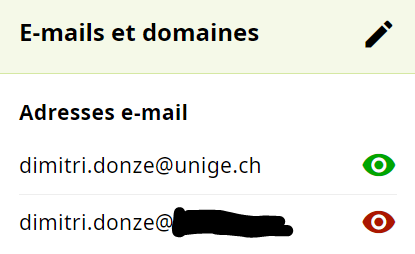 E-mails et domaines
Adresses e-mail
dimitri.donze@unige.ch
dimitri.donze@